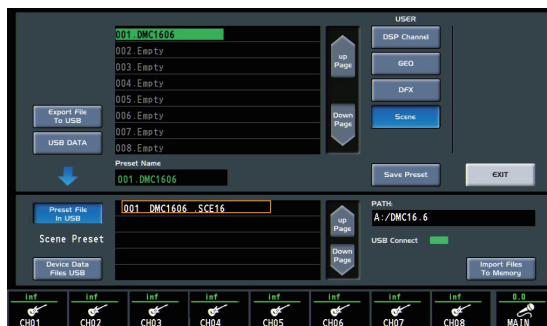 USER
001.DMC1606
002.Empty
003.Empty
004.Empty
005.Empty
006.Empty
007.Empty
008.Empty
up Page
Down Page
DSP Channel
GEQ
DFX
Scene
Export File To USB
USB DATA
Preset Name
001.DMC1606
Save Preset
EXIT
Preset File In USB
Scene Preset
Device Data Files USB
001 DMC1606 .SCE16
up Page
Down Page
PATH:
A:/DMC16.6
USB Connect
Import Files To Memory
inf inf inf inf inf inf inf inf 0.0
CH01 CH02 CH03 CH04 CH05 CH06 CH07 CH08 MAIN